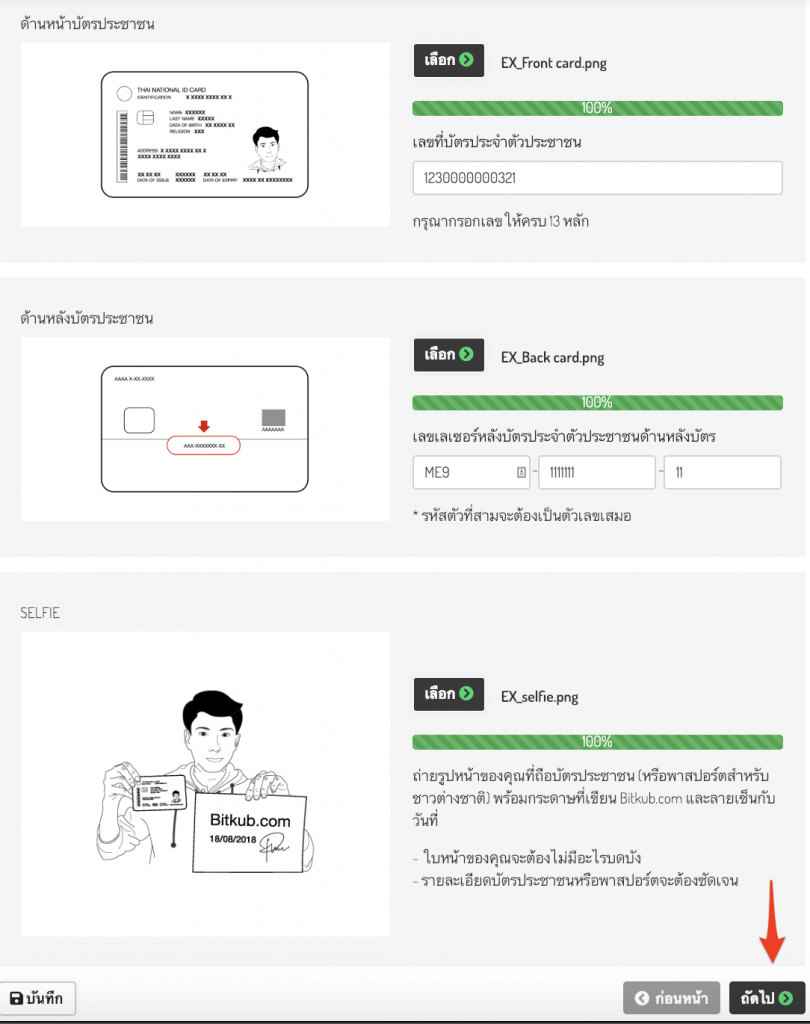 ด้านหน้าบัตรประชาชน
เลือก
EX_Front card.png
THAI NATIONAL ID CARD
IDENTIFICATION X XXXX XXXX XX X
NAME XXXXXX
LAST NAME XXXXX
DATE OF BIRTH XX XXXX XX
RELIGION XXX
ADDRESS X XXXX XXXX XX X
XXXX XXXX XXXX
XX XX XX XXXXXX XX XX XX
DATE OF ISSUE XXXXXX DATE OF EXPIRY XXXX XX XXXXXXXX
100%
เลขที่บัตรประจำตัวประชาชน
1230000000321
กรุณากรอกเลข ให้ครบ 13 หลัก
ด้านหลังบัตรประชาชน
เลือก
EX_Back card.png
AAAA X-XX-XXXX
AAAAAAA
AAX-XXXXXXX-XX
100%
เลขเลเซอร์หลังบัตรประจำตัวประชาชนด้านหลังบัตร
ME9 - 1111111 - 11
* รหัสตัวที่สามจะต้องเป็นตัวเลขเสมอ
SELFIE
เลือก
EX_selfie.png
100%
Bitkub.com
18/08/2018
ถ่ายรูปหน้าของคุณที่ถือบัตรประชาชน (หรือพาสปอร์ตสำหรับ
ชาวต่างชาติ) พร้อมกระดาษที่เขียน Bitkub.com และลายเซ็นกับ
วันที่
- ใบหน้าของคุณจะต้องไม่มีอะไรบดบัง
- รายละเอียดบัตรประชาชนหรือพาสปอร์ตจะต้องชัดเจน
บันทึก
ก่อนหน้า
ถัดไป